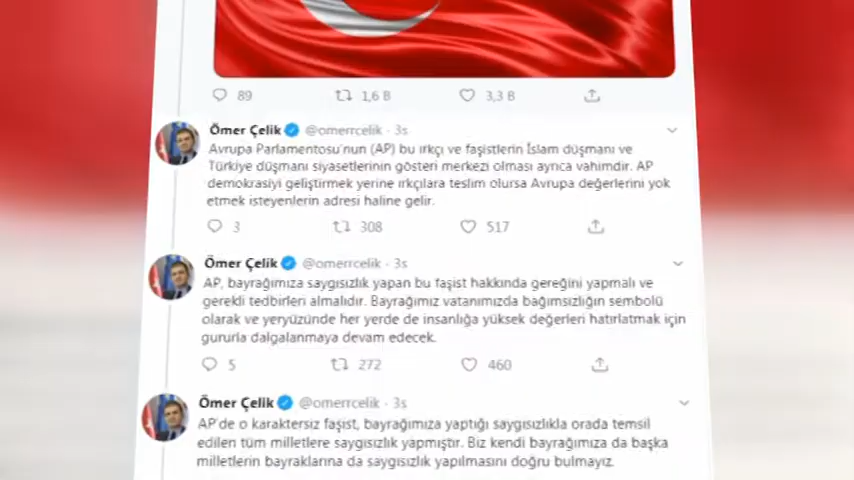 89 1,6 B 3,3 B
Ömer Çelik @omerrcelik · 3s
Avrupa Parlamentosu'nun (AP) bu ırkçı ve faşistlerin İslam düşmanı ve
Türkiye düşmanı siyasetlerinin gösteri merkezi olması ayrıca vahimdir. AP
demokrasiyi geliştirmek yerine ırkçılara teslim olursa Avrupa değerlerini yok
etmek isteyenlerin adresi haline gelir.
3 308 517
Ömer Çelik @omerrcelik · 3s
AP, bayrağımıza saygısızlık yapan bu faşist hakkında gereğini yapmalı ve
gerekli tedbirleri almalıdır. Bayrağımız vatanımızda bağımsızlığın sembolü
olarak ve yeryüzünde her yerde de insanlığa yüksek değerleri hatırlatmak için
gururla dalgalanmaya devam edecek.
5 272 460
Ömer Çelik @omerrcelik · 3s
AP'de o karaktersiz faşist, bayrağımıza yaptığı saygısızlıkla orada temsil
edilen tüm milletlere saygısızlık yapmıştır. Biz kendi bayrağımıza da başka
milletlerin bayraklarına da saygısızlık yapılmasını doğru bulmayız.